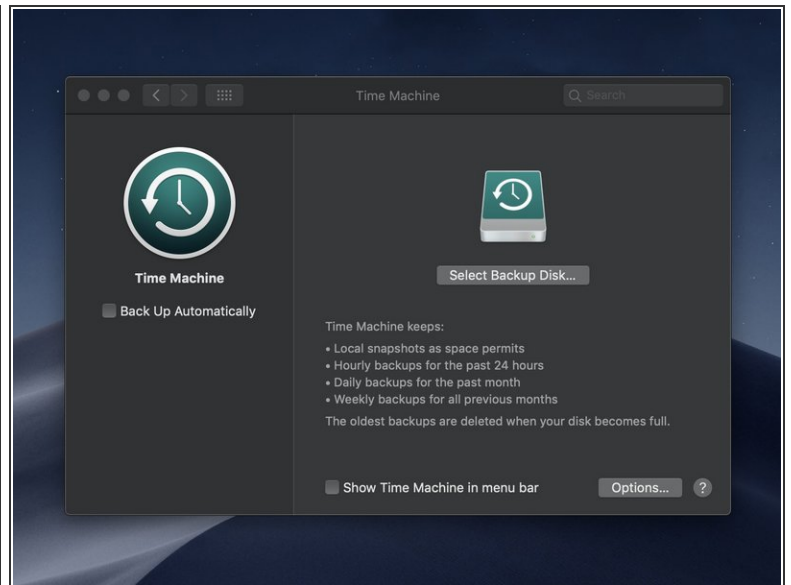 Time Machine
Search
Time Machine
Back Up Automatically
Select Backup Disk...
Time Machine keeps:
• Local snapshots as space permits
• Hourly backups for the past 24 hours
• Daily backups for the past month
• Weekly backups for all previous months
The oldest backups are deleted when your disk becomes full.
Show Time Machine in menu bar
Options...
?